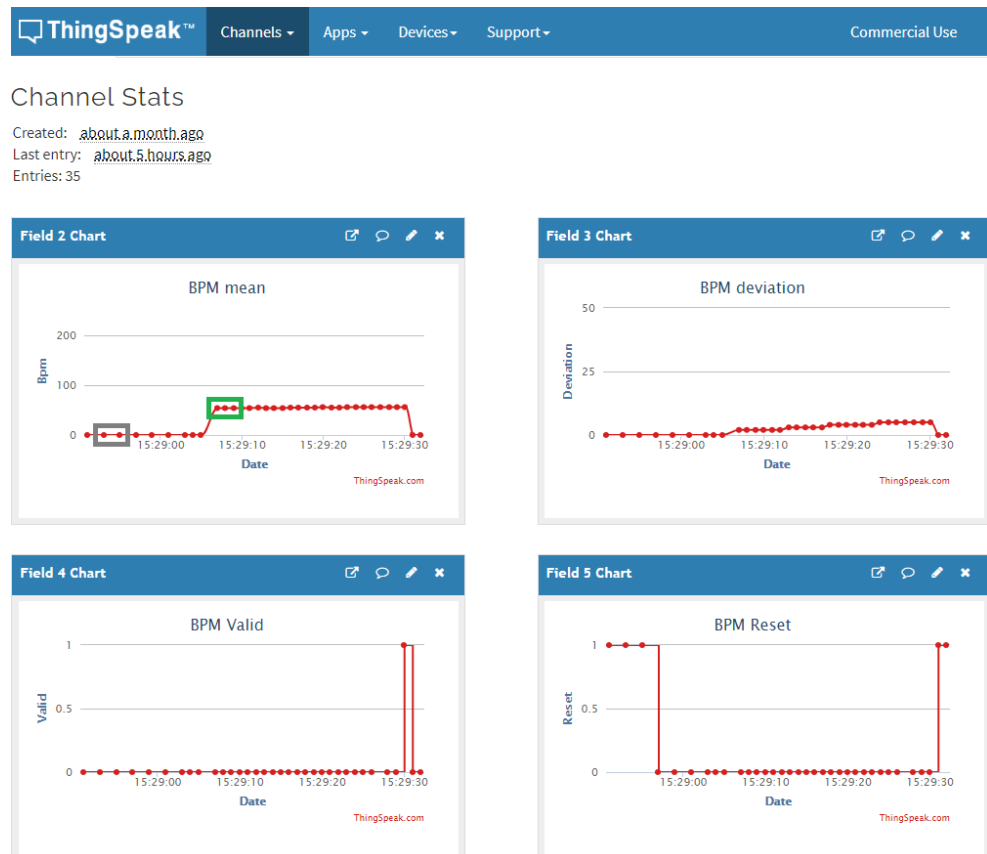 ThingSpeak™ Channels Apps Devices Support Commercial Use
Channel Stats
Created: about a month ago
Last entry: about 5 hours ago
Entries: 35
Field 2 Chart
BPM mean
200
100
0
Bpm
15:29:00 15:29:10 15:29:20 15:29:30
Date
ThingSpeak.com
Field 3 Chart
BPM deviation
50
25
0
Deviation
15:29:00 15:29:10 15:29:20 15:29:30
Date
ThingSpeak.com
Field 4 Chart
BPM Valid
1
0.5
0
Valid
15:29:00 15:29:10 15:29:20 15:29:30
Date
ThingSpeak.com
Field 5 Chart
BPM Reset
1
0.5
0
Reset
15:29:00 15:29:10 15:29:20 15:29:30
Date
ThingSpeak.com